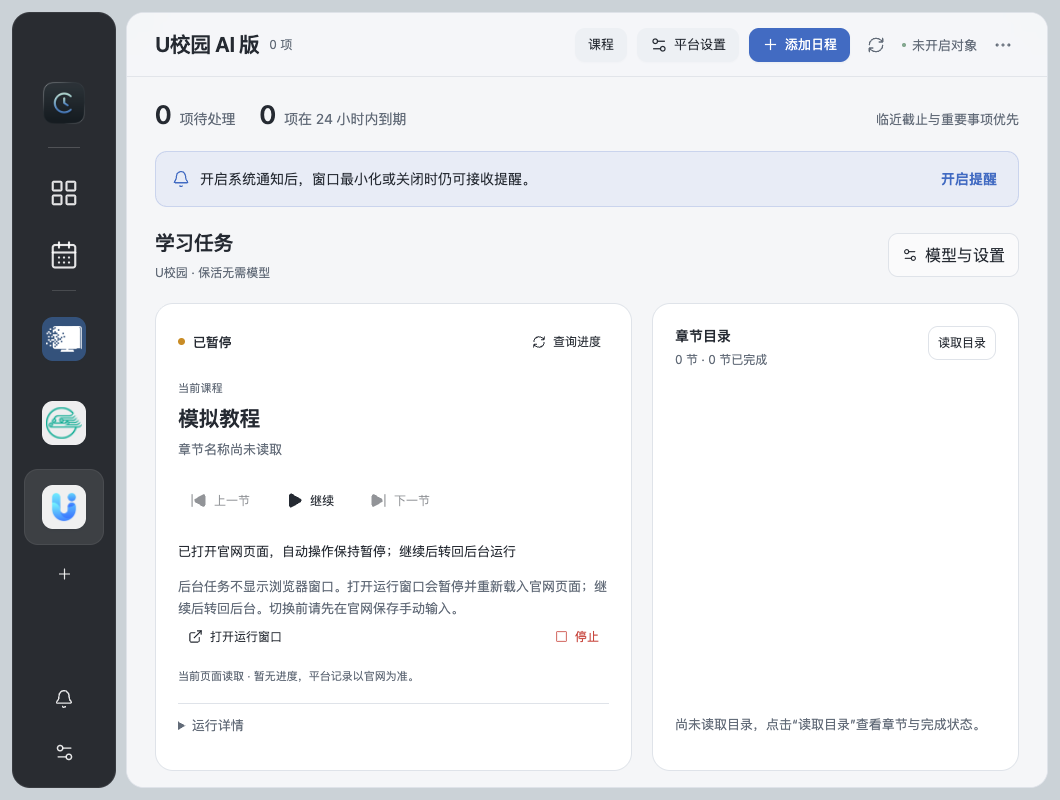 U校园 AI 版 0 项
课程
平台设置
添加日程
未开启对象
0 项待处理 0 项在 24 小时内到期
临近截止与重要事项优先
开启系统通知后，窗口最小化或关闭时仍可接收提醒。
开启提醒
学习任务
U校园 · 保活无需模型
模型与设置
已暂停
查询进度
当前课程
模拟教程
章节名称尚未读取
上一节
继续
下一节
已打开官网页面，自动操作保持暂停；继续后转回后台运行
后台任务不显示浏览器窗口。打开运行窗口会暂停并重新载入官网页面；继
续后转回后台。切换前请先在官网保存手动输入。
打开运行窗口
停止
当前页面读取 · 暂无进度，平台记录以官网为准。
运行详情
章节目录
0 节 · 0 节已完成
读取目录
尚未读取目录，点击“读取目录”查看章节与完成状态。